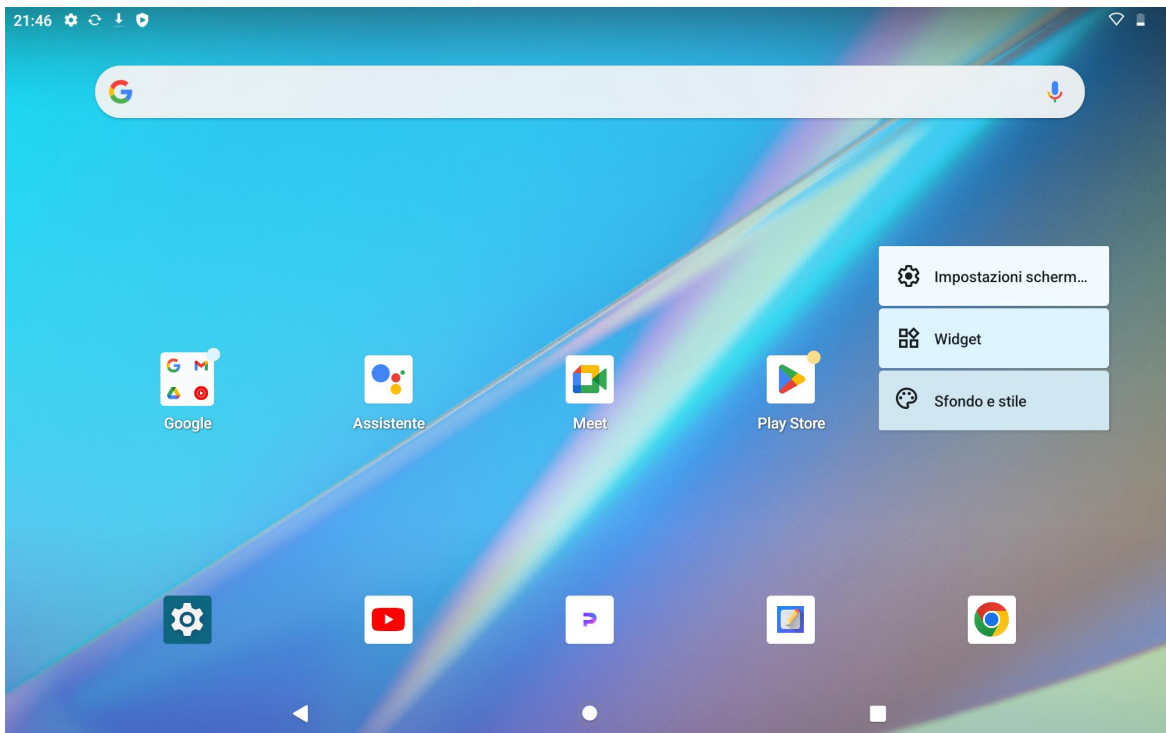 21:46
Impostazioni scherm...
Widget
Sfondo e stile
Google
Assistente
Meet
Play Store